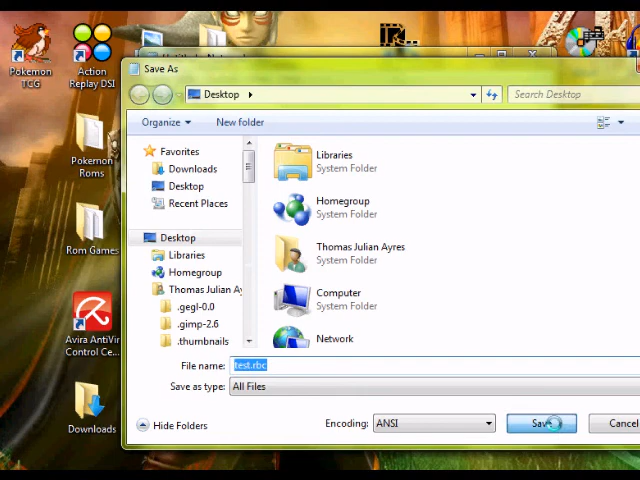 Pokemon
TCG
Action
Replay DSI
Pokemon
Roms
Rom Games
Avira AntiVir
Control Ce...
Downloads
Save As
Desktop
Search Desktop
Organize
New folder
Favorites
Downloads
Desktop
Recent Places
Desktop
Libraries
Homegroup
Thomas Julian Ay
.gegl-0.0
.gimp-2.6
.thumbnails
Libraries
System Folder
Homegroup
System Folder
Thomas Julian Ayres
System Folder
Computer
System Folder
Network
File name: test.rbc
Save as type: All Files
Hide Folders
Encoding: ANSI
Save
Cancel